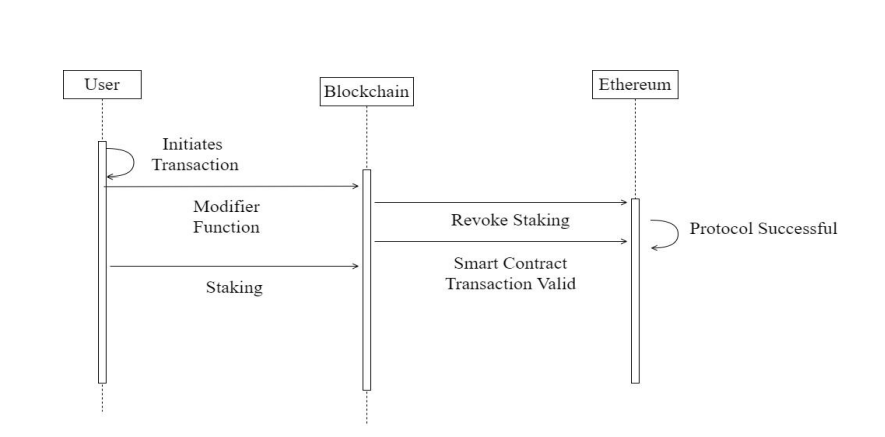 User
Blockchain
Ethereum
Initiates
Transaction
Modifier
Function
Revoke Staking
Protocol Successful
Staking
Smart Contract
Transaction Valid